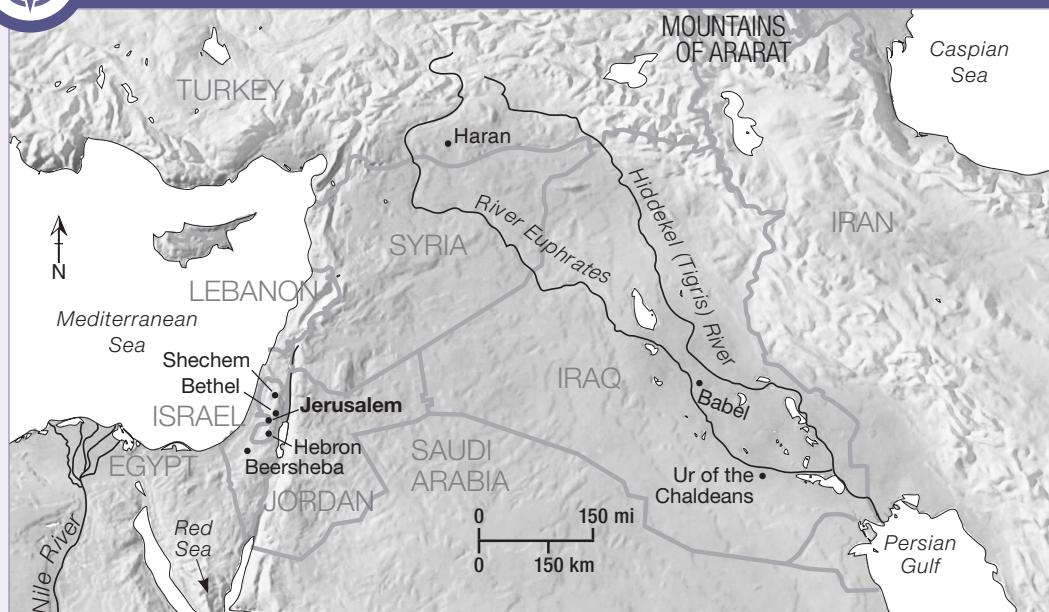 MOUNTAINS
OF ARARAT
Caspian
Sea
TURKEY
Haran
Hiddekel (Tigris) River
River Euphrates
IRAN
N
SYRIA
LEBANON
Mediterranean
Sea
Shechem
Bethel
IRAQ
Babel
ISRAEL
Jerusalem
Hebron
Beersheba
EGYPT
SAUDI
ARABIA
JORDAN
Ur of the
Chaldeans
0 150 mi
0 150 km
Red
Sea
Nile River
Persian
Gulf